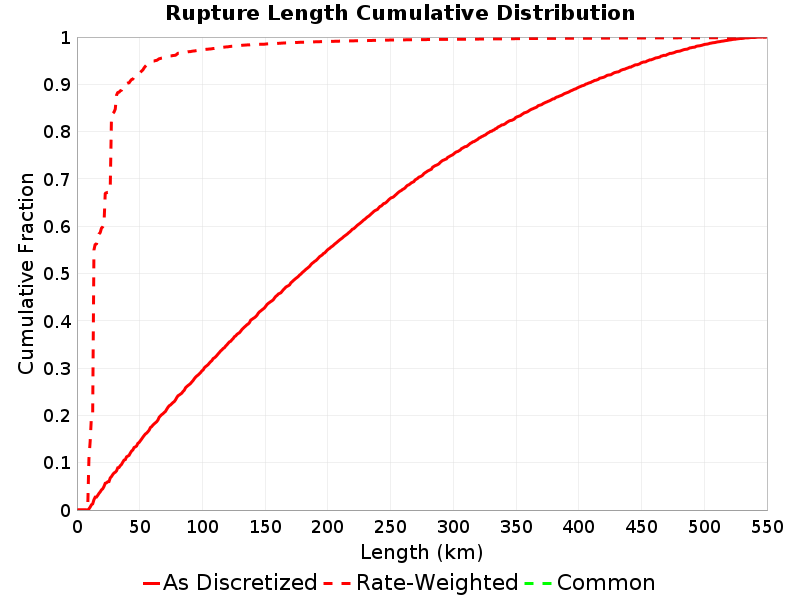 Rupture Length Cumulative Distribution
Cumulative Fraction
1
0.9
0.8
0.7
0.6
0.5
0.4
0.3
0.2
0.1
0
0 50 100 150 200 250 300 350 400 450 500 550
Length (km)
As Discretized Rate-Weighted Common